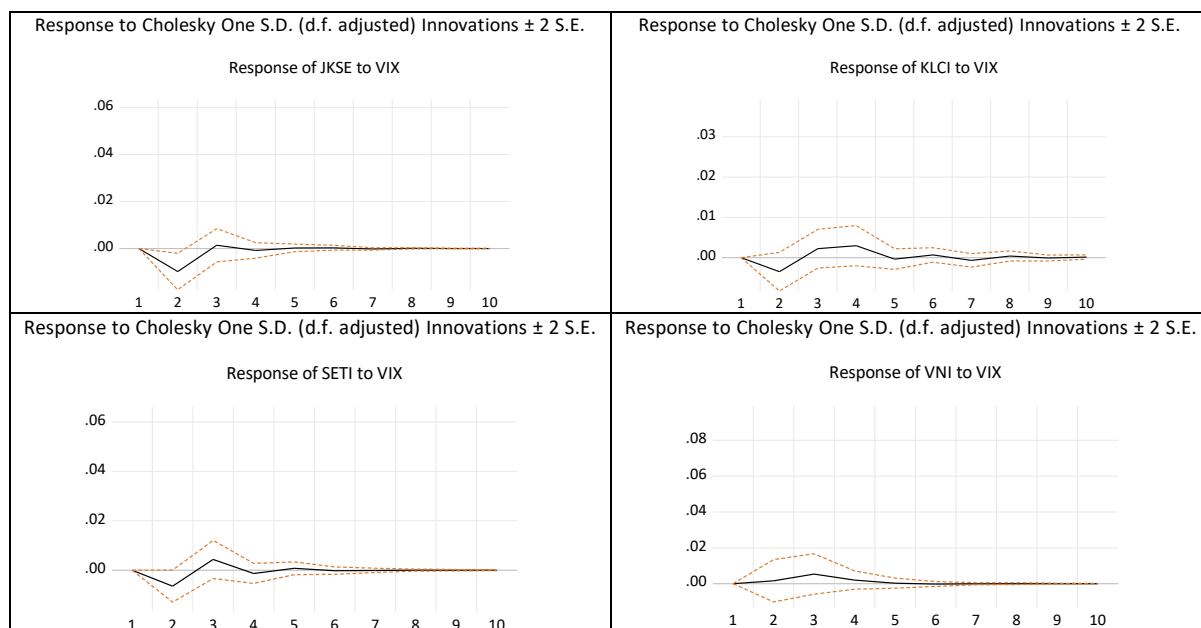 Response to Cholesky One S.D. (d.f. adjusted) Innovations ± 2 S.E.
Response of JKSE to VIX
.06
.04
.02
.00
1 2 3 4 5 6 7 8 9 10
Response to Cholesky One S.D. (d.f. adjusted) Innovations ± 2 S.E.
Response of KLCI to VIX
.03
.02
.01
.00
1 2 3 4 5 6 7 8 9 10
Response to Cholesky One S.D. (d.f. adjusted) Innovations ± 2 S.E.
Response of SETI to VIX
.06
.04
.02
.00
1 2 3 4 5 6 7 8 9 10
Response to Cholesky One S.D. (d.f. adjusted) Innovations ± 2 S.E.
Response of VNI to VIX
.08
.06
.04
.02
.00
1 2 3 4 5 6 7 8 9 10